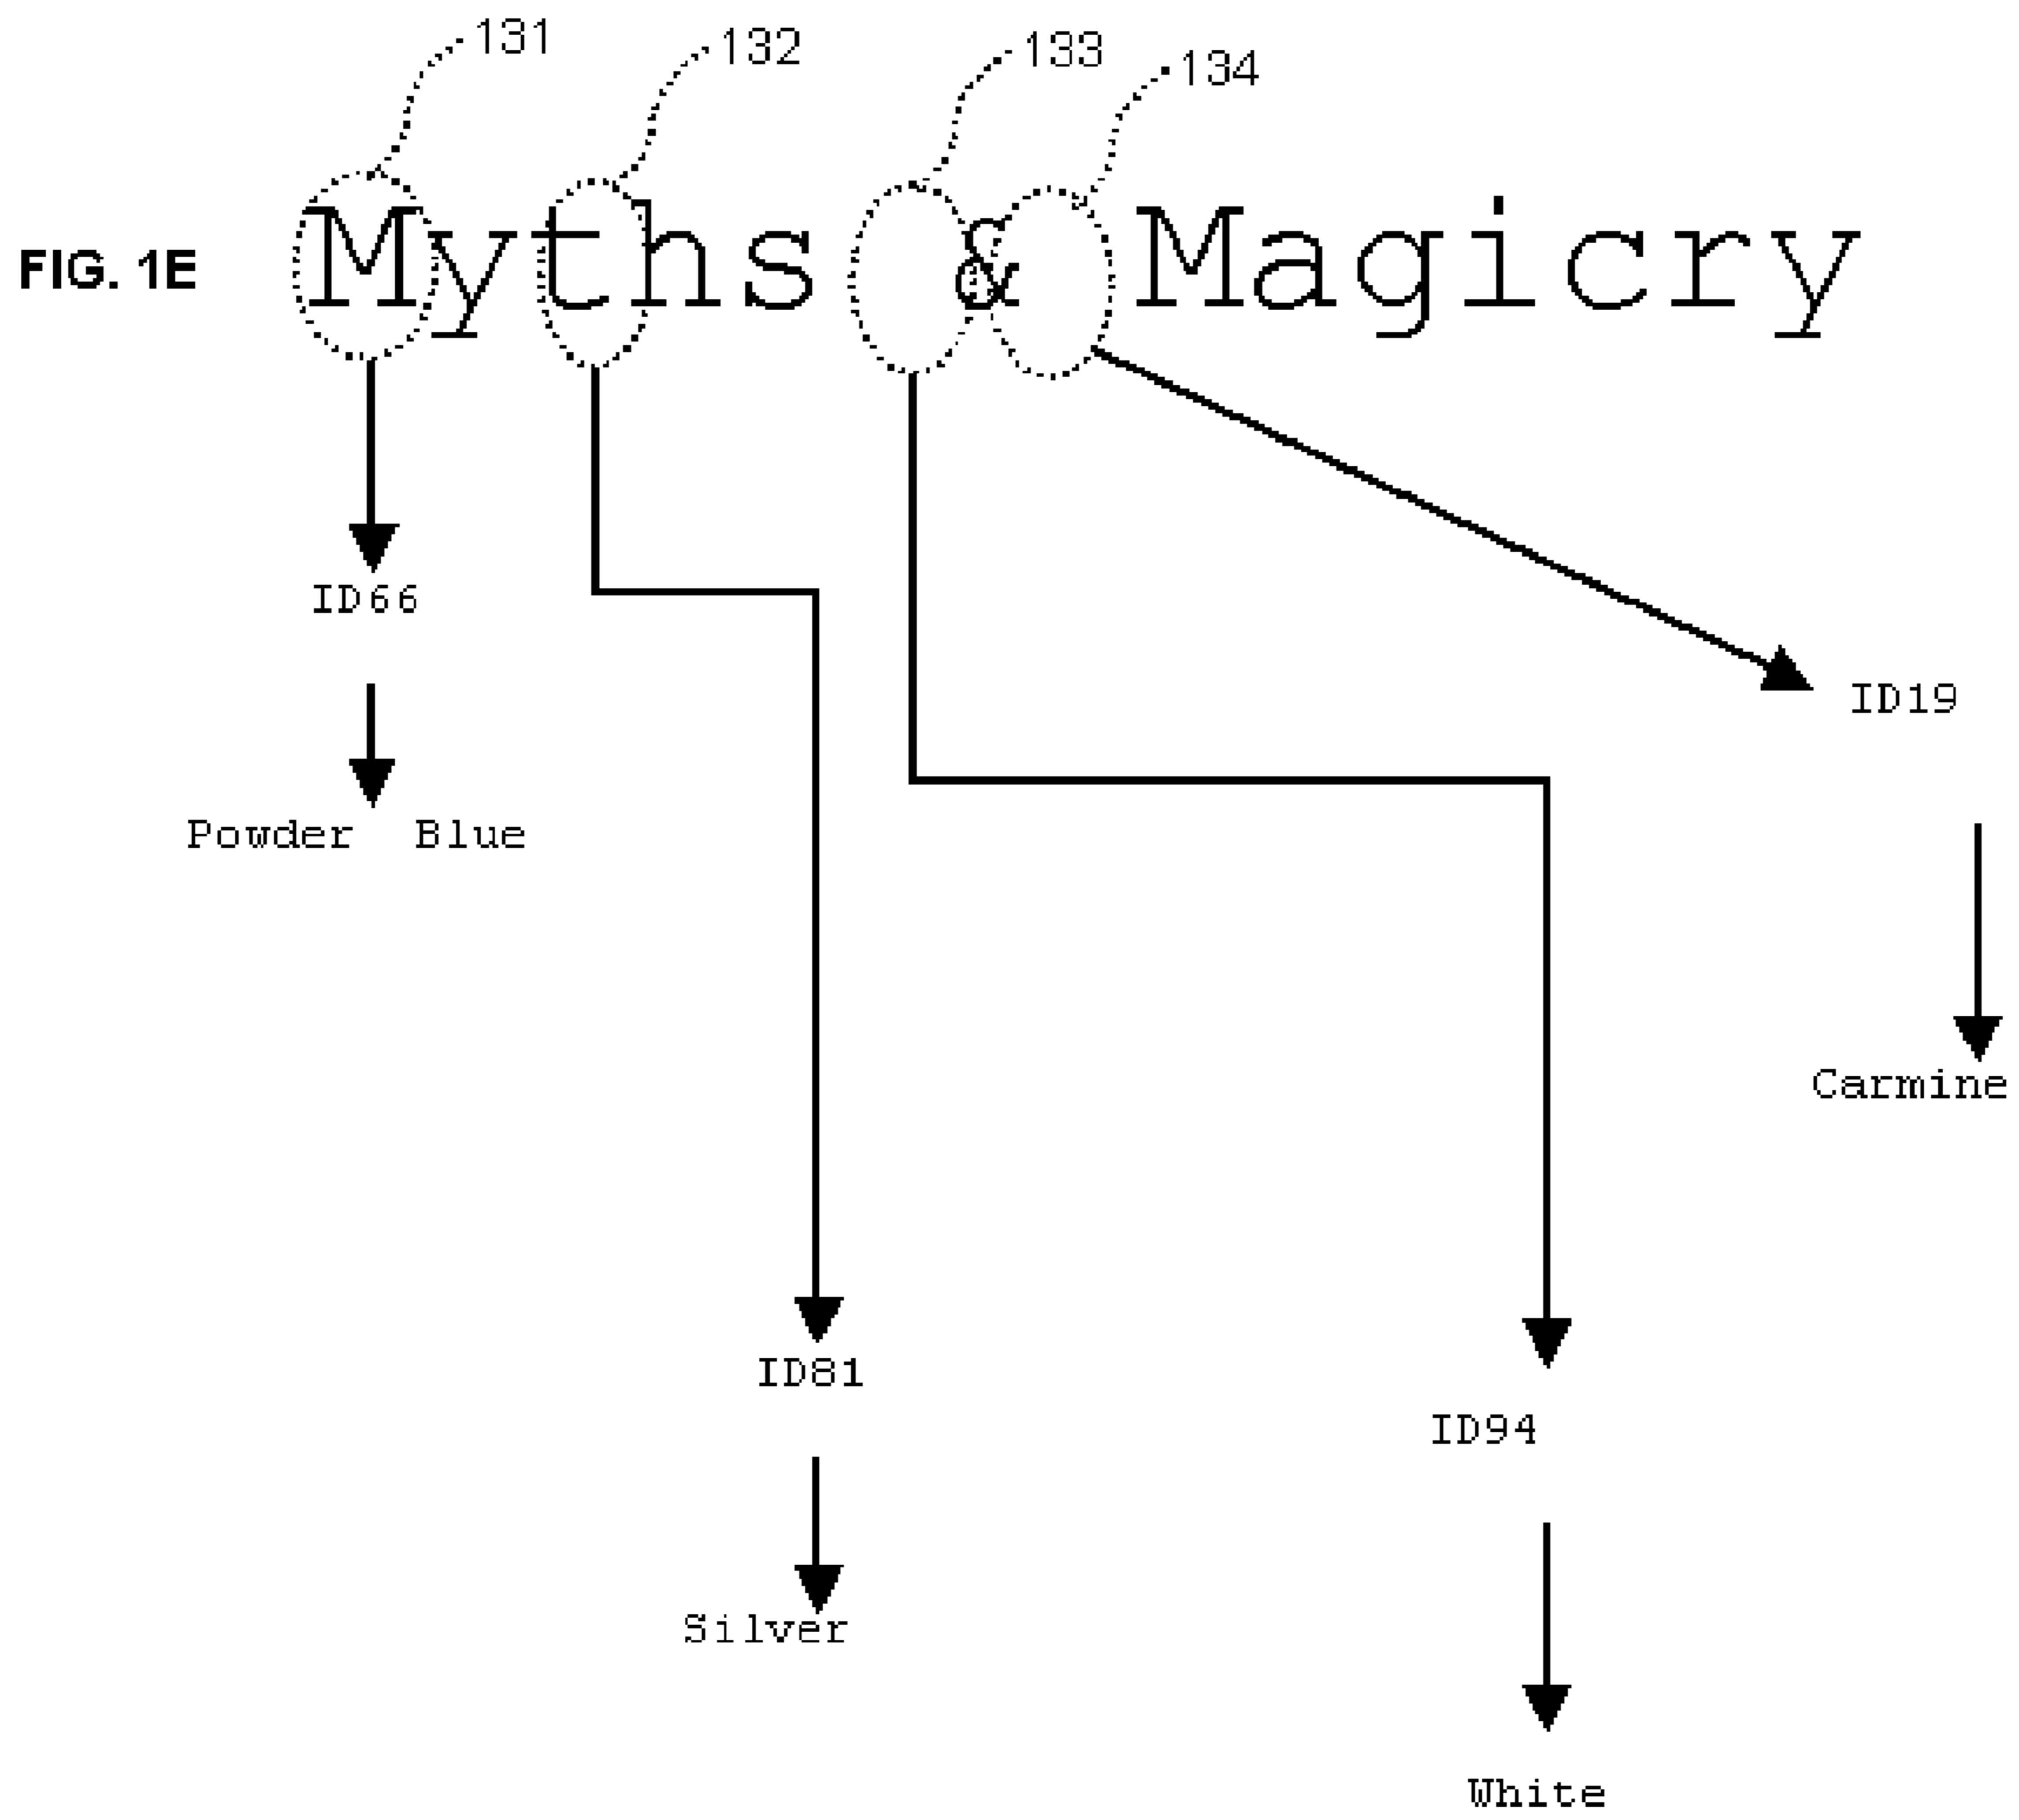 131 132 133 134
FIG. 1E Myths & Magicry
ID66
ID19
Powder Blue
Carmine
ID81
ID94
Silver
White